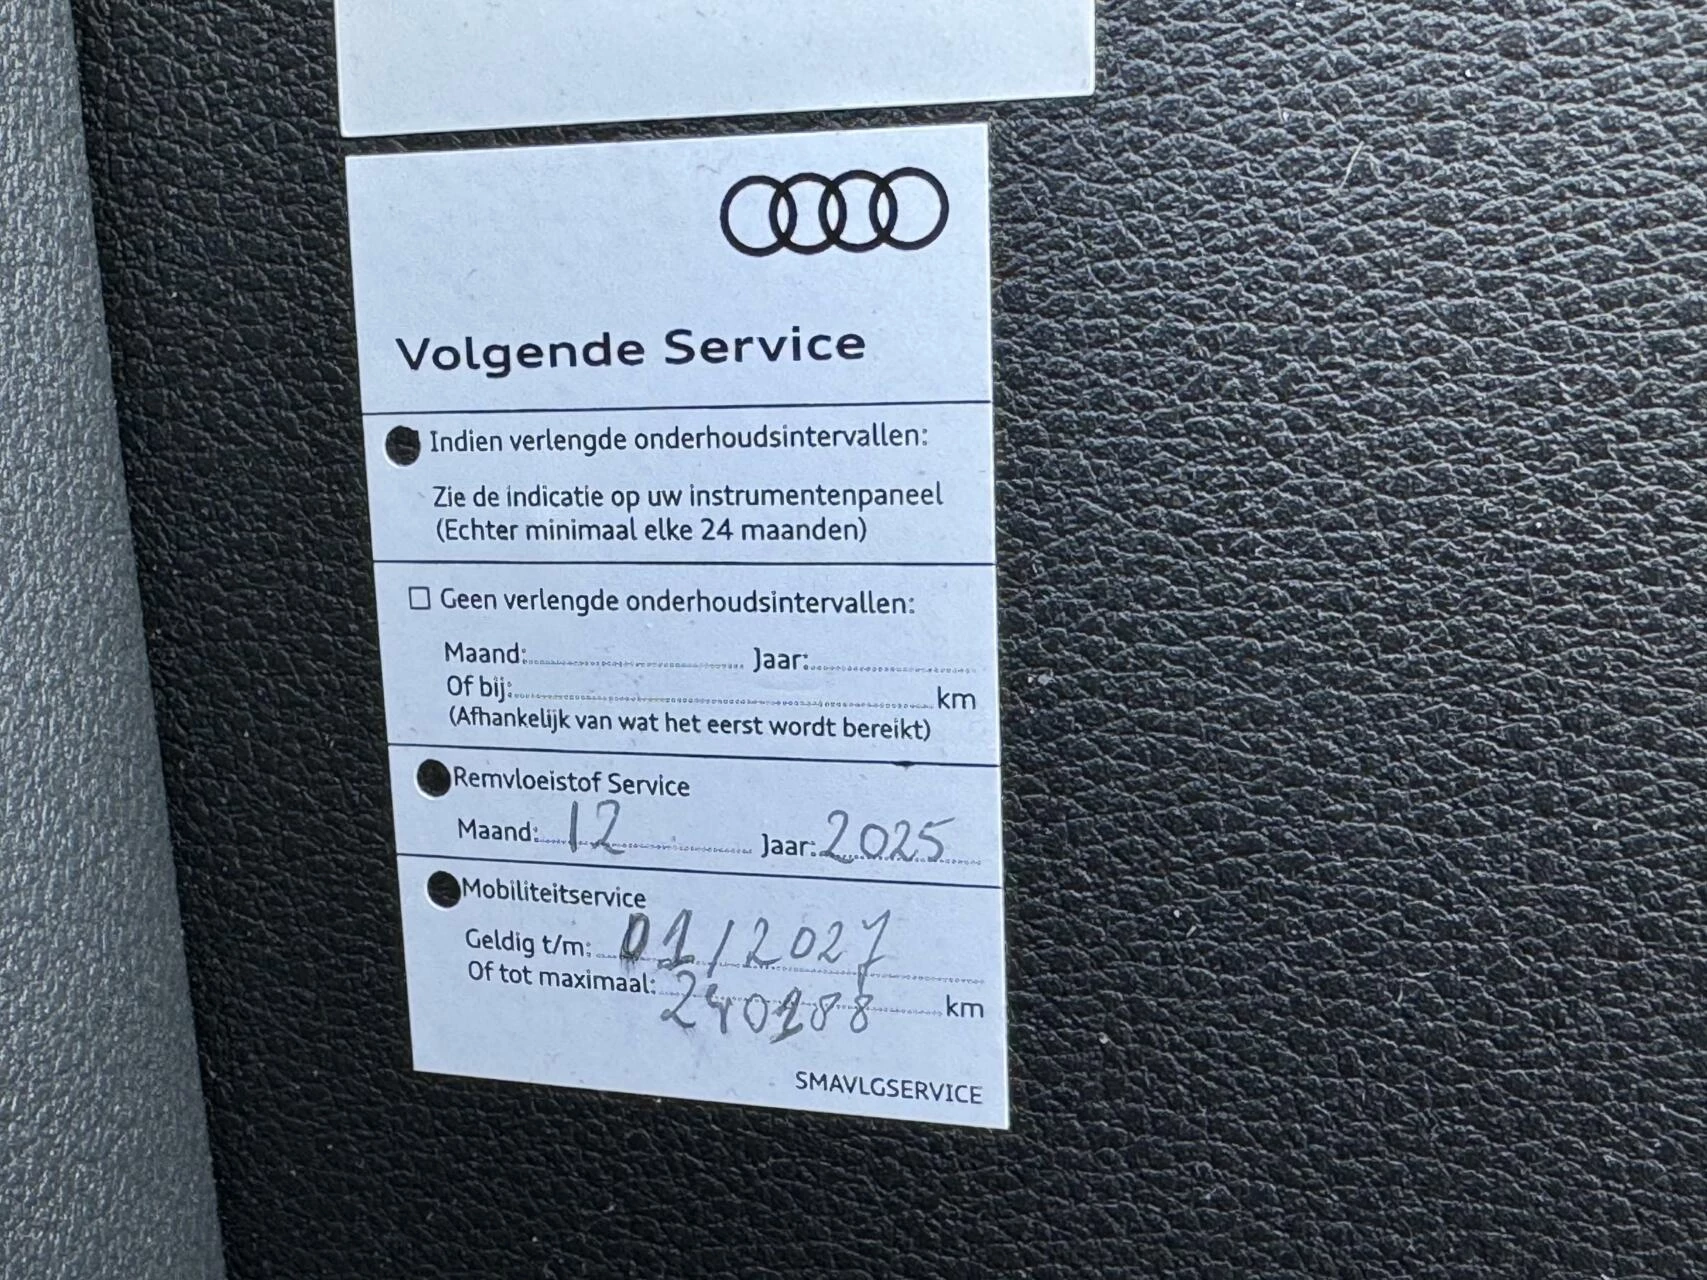 Volgende Service
Indien verlengde onderhoudsintervallen:
Zie de indicatie op uw instrumentenpaneel
(Echter minimaal elke 24 maanden)
Geen verlengde onderhoudsintervallen:
Maand: Jaar:
Of bij: km
(Afhankelijk van wat het eerst wordt bereikt)
Remvloeistof Service
Maand: 12 Jaar: 2025
Mobiliteitservice
Geldig t/m: 01/2027
Of tot maximaal: 240188 km
SMAVLGSERVICE